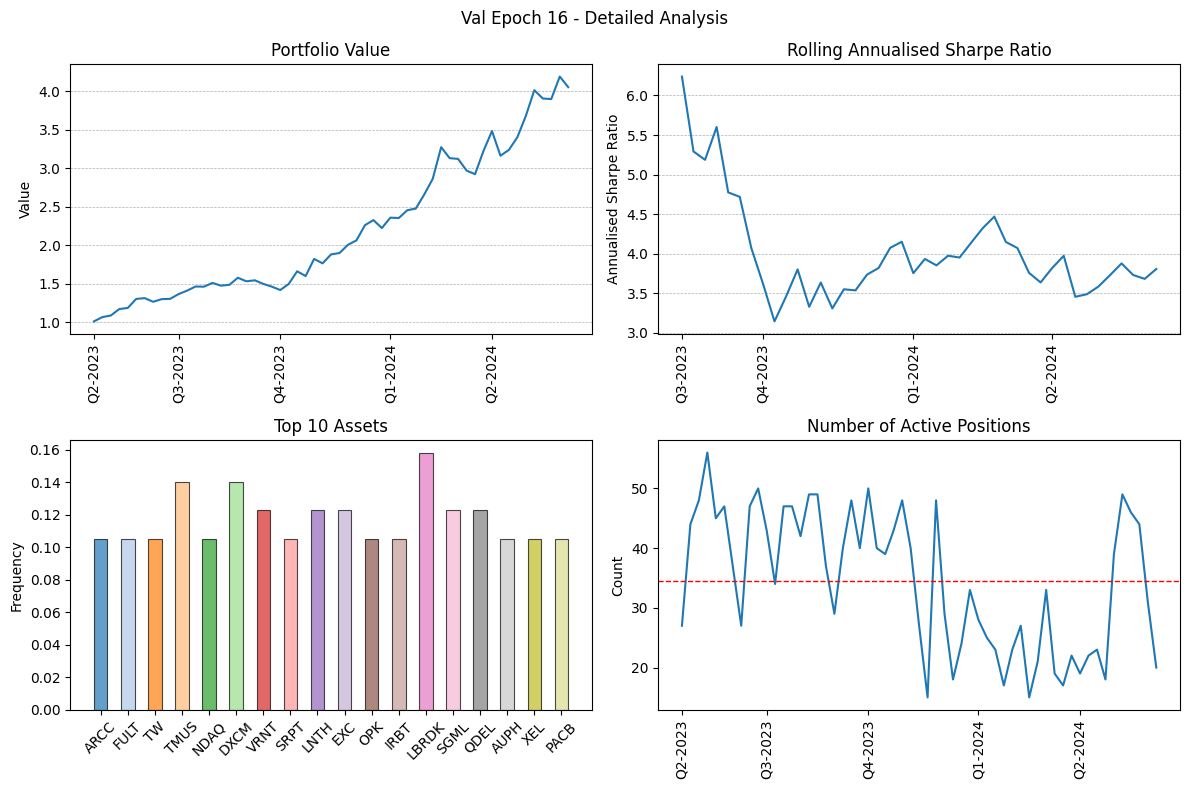 Val Epoch 16 - Detailed Analysis
Portfolio Value
Value
4.0
3.5
3.0
2.5
2.0
1.5
1.0
Q2-2023
Q3-2023
Q4-2023
Q1-2024
Q2-2024
Rolling Annualised Sharpe Ratio
Annualised Sharpe Ratio
6.0
5.5
5.0
4.5
4.0
3.5
3.0
Q3-2023
Q4-2023
Q1-2024
Q2-2024
Top 10 Assets
Frequency
0.16
0.14
0.12
0.10
0.08
0.06
0.04
0.02
0.00
ARCC
FULT
TW
TMUS
NDAQ
DXCM
VRNT
SRPT
LNTH
EXC
OPK
IRBT
LBRDK
SGML
QDEL
AUPH
XEL
PACB
Number of Active Positions
Count
50
40
30
20
Q2-2023
Q3-2023
Q4-2023
Q1-2024
Q2-2024